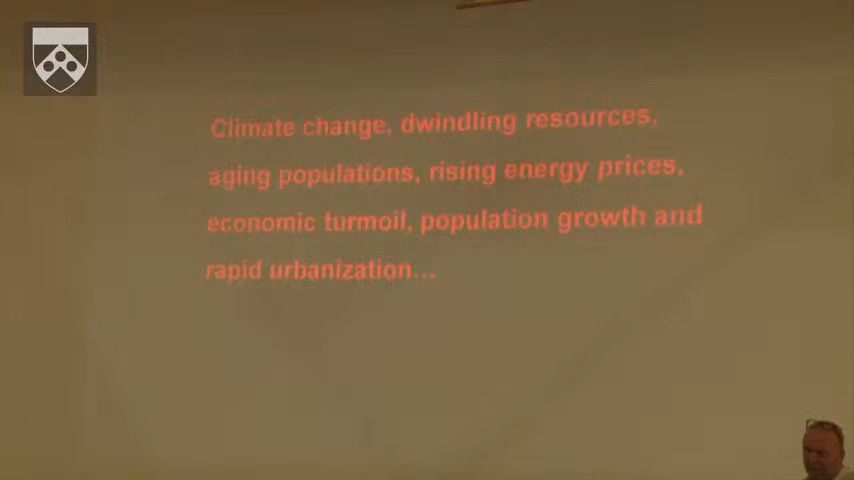 Climate change, dwindling resources,
aging populations, rising energy prices,
economic turmoil, population growth and
rapid urbanization...